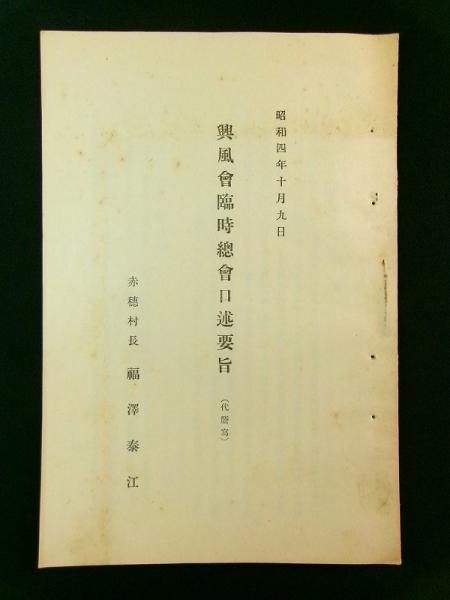 昭和四年十月九日
興風會臨時總會口述要旨
（代謄寫）
赤穗村長 福澤泰江